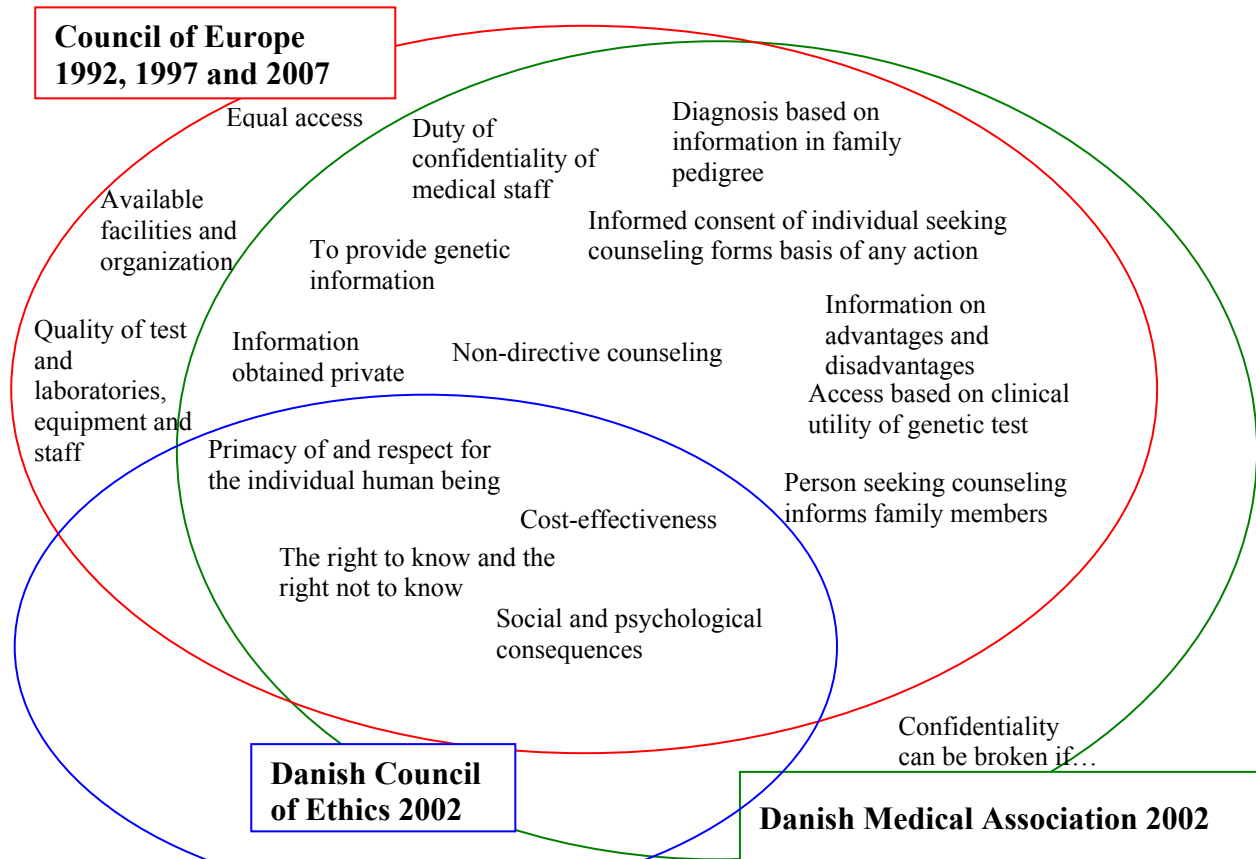 Council of Europe
1992, 1997 and 2007
Equal access
Duty of
confidentiality of
medical staff
Diagnosis based on
information in family
pedigree
Available
facilities and
organization
To provide genetic
information
Informed consent of individual seeking
counseling forms basis of any action
Quality of test
and
laboratories,
equipment and
staff
Information
obtained private
Non-directive counseling
Information on
advantages and
disadvantages
Access based on clinical
utility of genetic test
Primacy of and respect for
the individual human being
Person seeking counseling
informs family members
Cost-effectiveness
The right to know and the
right not to know
Social and psychological
consequences
Confidentiality
can be broken if…
Danish Council
of Ethics 2002
Danish Medical Association 2002